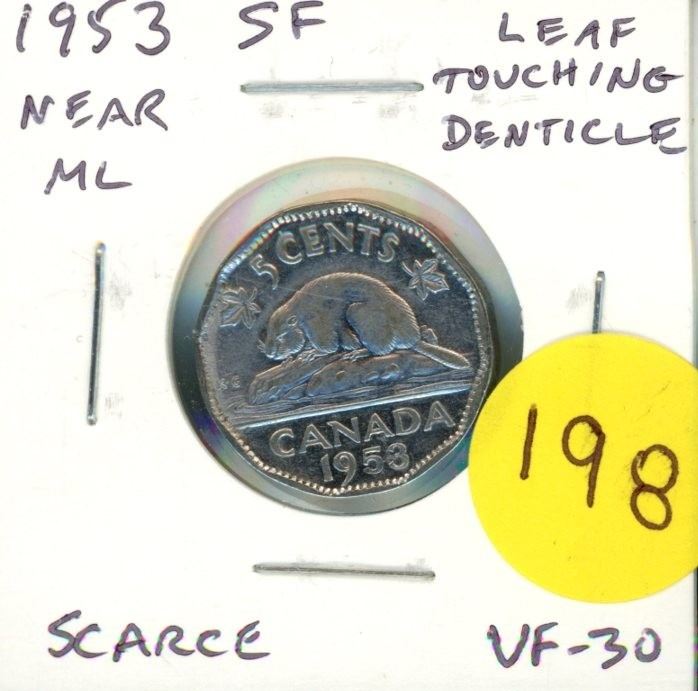 1953 SF
NEAR
ML
LEAF
TOUCHING
DENTICLE
5 CENTS
CANADA
1953
198
SCARCE
VF-30